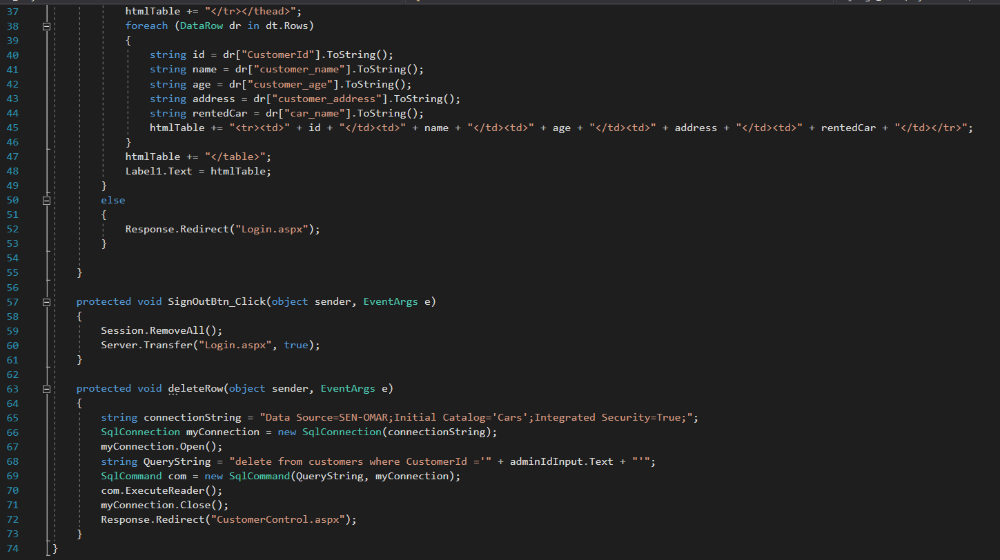 37 htmlTable += "</tr></thead>";
38 foreach (DataRow dr in dt.Rows)
39 {
40 string id = dr["CustomerId"].ToString();
41 string name = dr["customer_name"].ToString();
42 string age = dr["customer_age"].ToString();
43 string address = dr["customer_address"].ToString();
44 string rentedCar = dr["car_name"].ToString();
45 htmlTable += "<tr><td>" + id + "</td><td>" + name + "</td><td>" + age + "</td><td>" + address + "</td><td>" + rentedCar + "</td></tr>";
46 }
47 htmlTable += "</table>";
48 Label1.Text = htmlTable;
49 }
50 else
51 {
52 Response.Redirect("Login.aspx");
53 }
54
55 }
56
57 protected void SignOutBtn_Click(object sender, EventArgs e)
58 {
59 Session.RemoveAll();
60 Server.Transfer("Login.aspx", true);
61 }
62
63 protected void deleteRow(object sender, EventArgs e)
64 {
65 string connectionString = "Data Source=SEN-OMAR;Initial Catalog='Cars';Integrated Security=True;";
66 SqlConnection myConnection = new SqlConnection(connectionString);
67 myConnection.Open();
68 string QueryString = "delete from customers where CustomerId ='" + adminIdInput.Text + "'";
69 SqlCommand com = new SqlCommand(QueryString, myConnection);
70 com.ExecuteReader();
71 myConnection.Close();
72 Response.Redirect("CustomerControl.aspx");
73 }
74 }